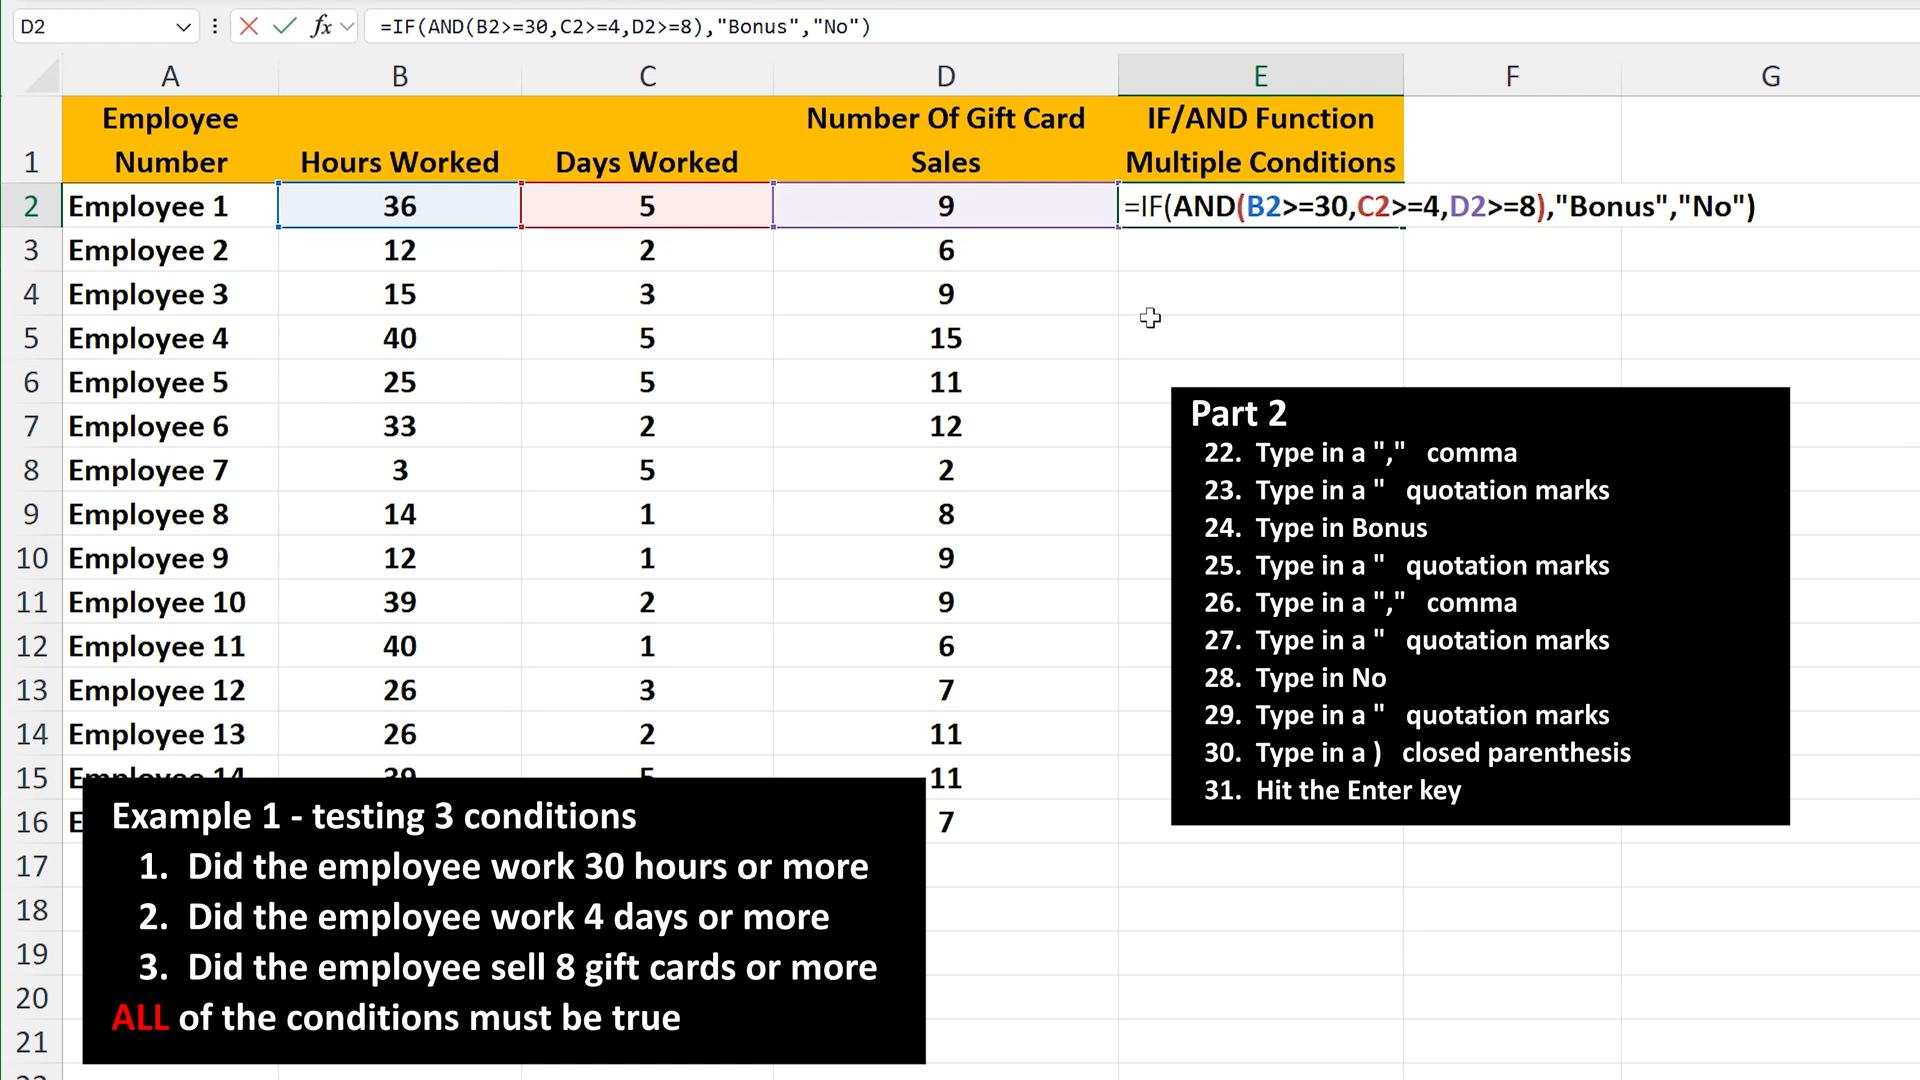 D2 fx =IF(AND(B2>=30,C2>=4,D2>=8),"Bonus","No")
A B C D E F G
Employee Number Of Gift Card IF/AND Function
1 Number Hours Worked Days Worked Sales Multiple Conditions
2 Employee 1 36 5 9 =IF(AND(B2>=30,C2>=4,D2>=8),"Bonus","No")
3 Employee 2 12 2 6
4 Employee 3 15 3 9
5 Employee 4 40 5 15
6 Employee 5 25 5 11
7 Employee 6 33 2 12
8 Employee 7 3 5 2
9 Employee 8 14 1 8
10 Employee 9 12 1 9
11 Employee 10 39 2 9
12 Employee 11 40 1 6
13 Employee 12 26 3 7
14 Employee 13 26 2 11
15 Employee 14 39 5 11
16 E 7
17
18
19
20
21
Part 2
22. Type in a "," comma
23. Type in a " quotation marks
24. Type in Bonus
25. Type in a " quotation marks
26. Type in a "," comma
27. Type in a " quotation marks
28. Type in No
29. Type in a " quotation marks
30. Type in a ) closed parenthesis
31. Hit the Enter key
Example 1 - testing 3 conditions
1. Did the employee work 30 hours or more
2. Did the employee work 4 days or more
3. Did the employee sell 8 gift cards or more
ALL of the conditions must be true